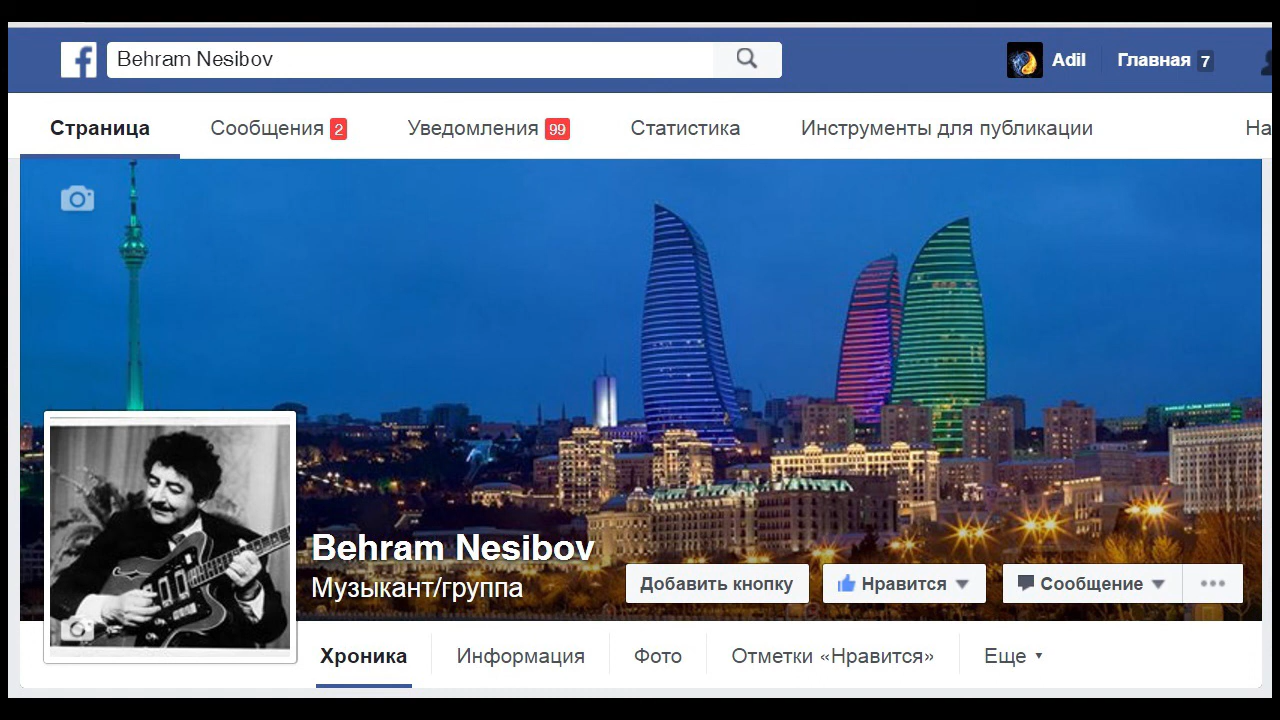 f Behram Nesibov Adil Главная 7
Страница Сообщения 2 Уведомления 99 Статистика Инструменты для публикации На
Behram Nesibov
Музыкант/группа
Добавить кнопку Нравится Сообщение
Хроника Информация Фото Отметки «Нравится» Еще